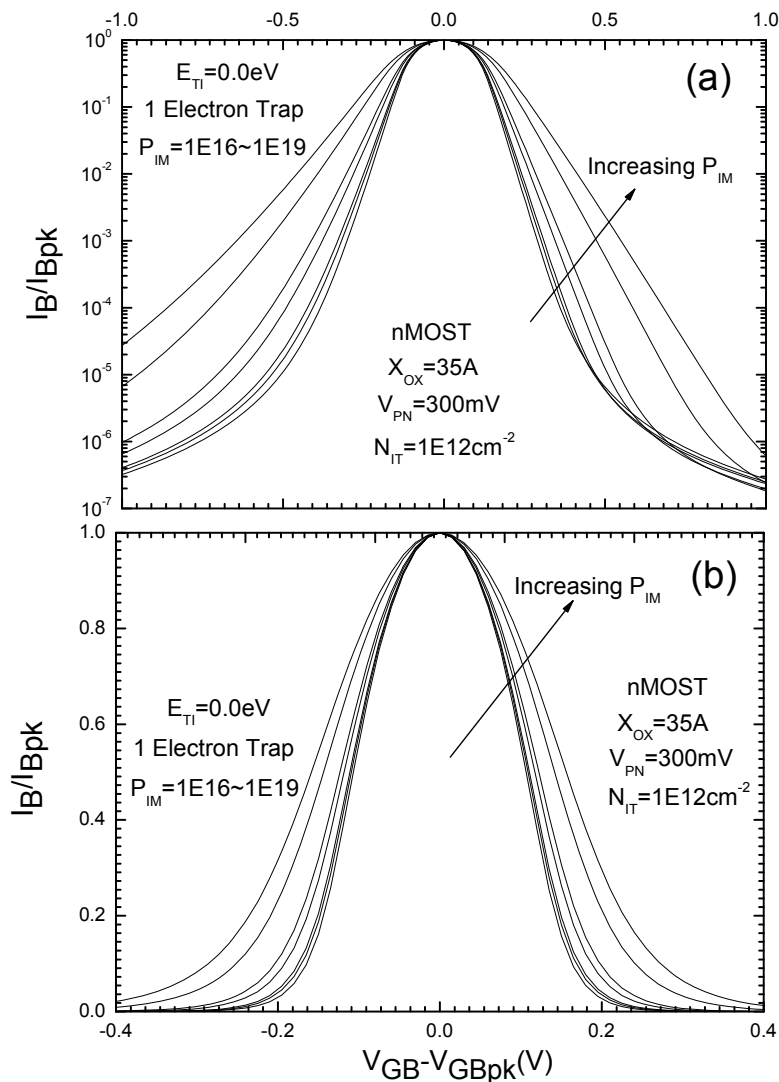 -1.0 -0.5 0.0 0.5 1.0
10⁰
10⁻¹
10⁻²
10⁻³
10⁻⁴
10⁻⁵
10⁻⁶
10⁻⁷
I_B/I_Bpk
(a)
E_TI=0.0eV
1 Electron Trap
P_IM=1E16~1E19
Increasing P_IM
nMOST
X_OX=35A
V_PN=300mV
N_IT=1E12cm⁻²
1.0
0.8
0.6
0.4
0.2
0.0
I_B/I_Bpk
(b)
Increasing P_IM
E_TI=0.0eV
1 Electron Trap
P_IM=1E16~1E19
nMOST
X_OX=35A
V_PN=300mV
N_IT=1E12cm⁻²
-0.4 -0.2 0.0 0.2 0.4
V_GB-V_GBpk(V)